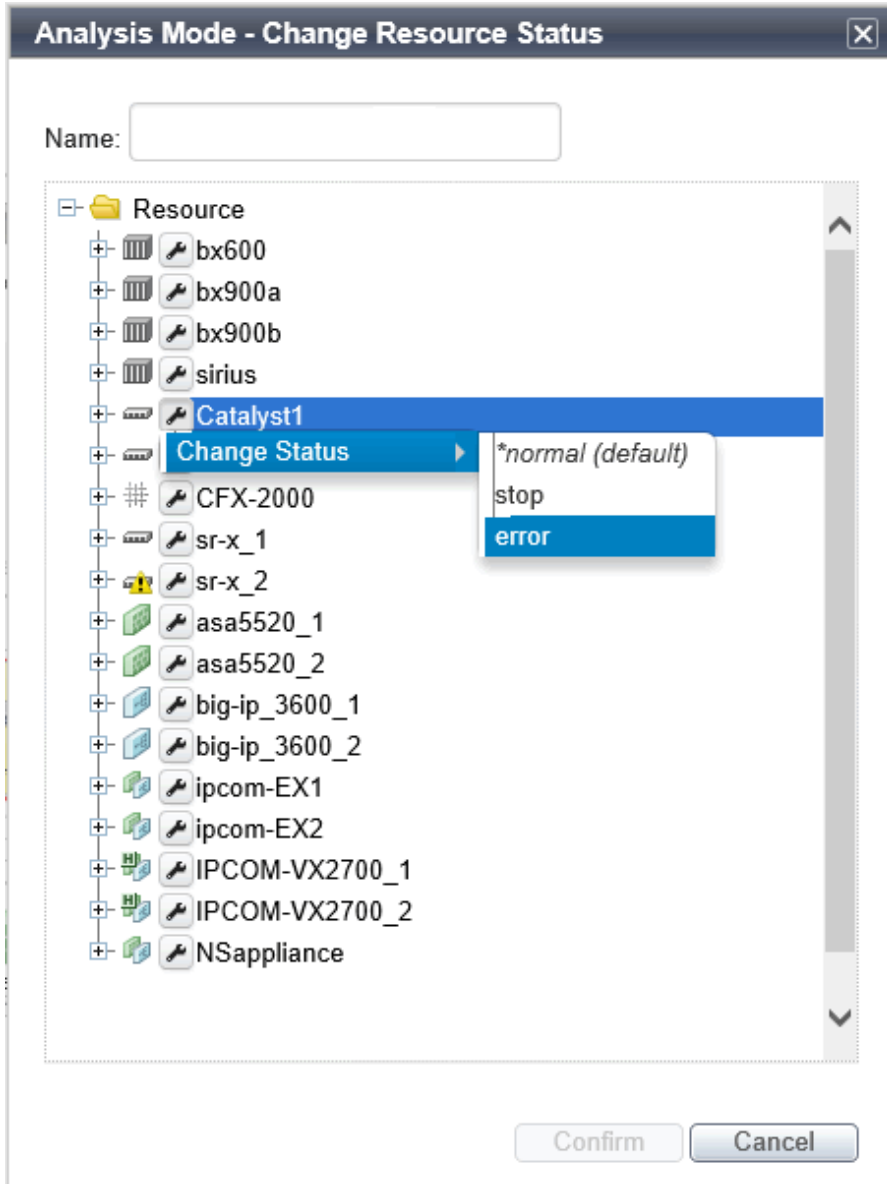 Analysis Mode - Change Resource Status
Name:
Resource
bx600
bx900a
bx900b
sirius
Catalyst1
Change Status
*normal (default)
stop
error
CFX-2000
sr-x_1
sr-x_2
asa5520_1
asa5520_2
big-ip_3600_1
big-ip_3600_2
ipcom-EX1
ipcom-EX2
IPCOM-VX2700_1
IPCOM-VX2700_2
NSappliance
Confirm Cancel